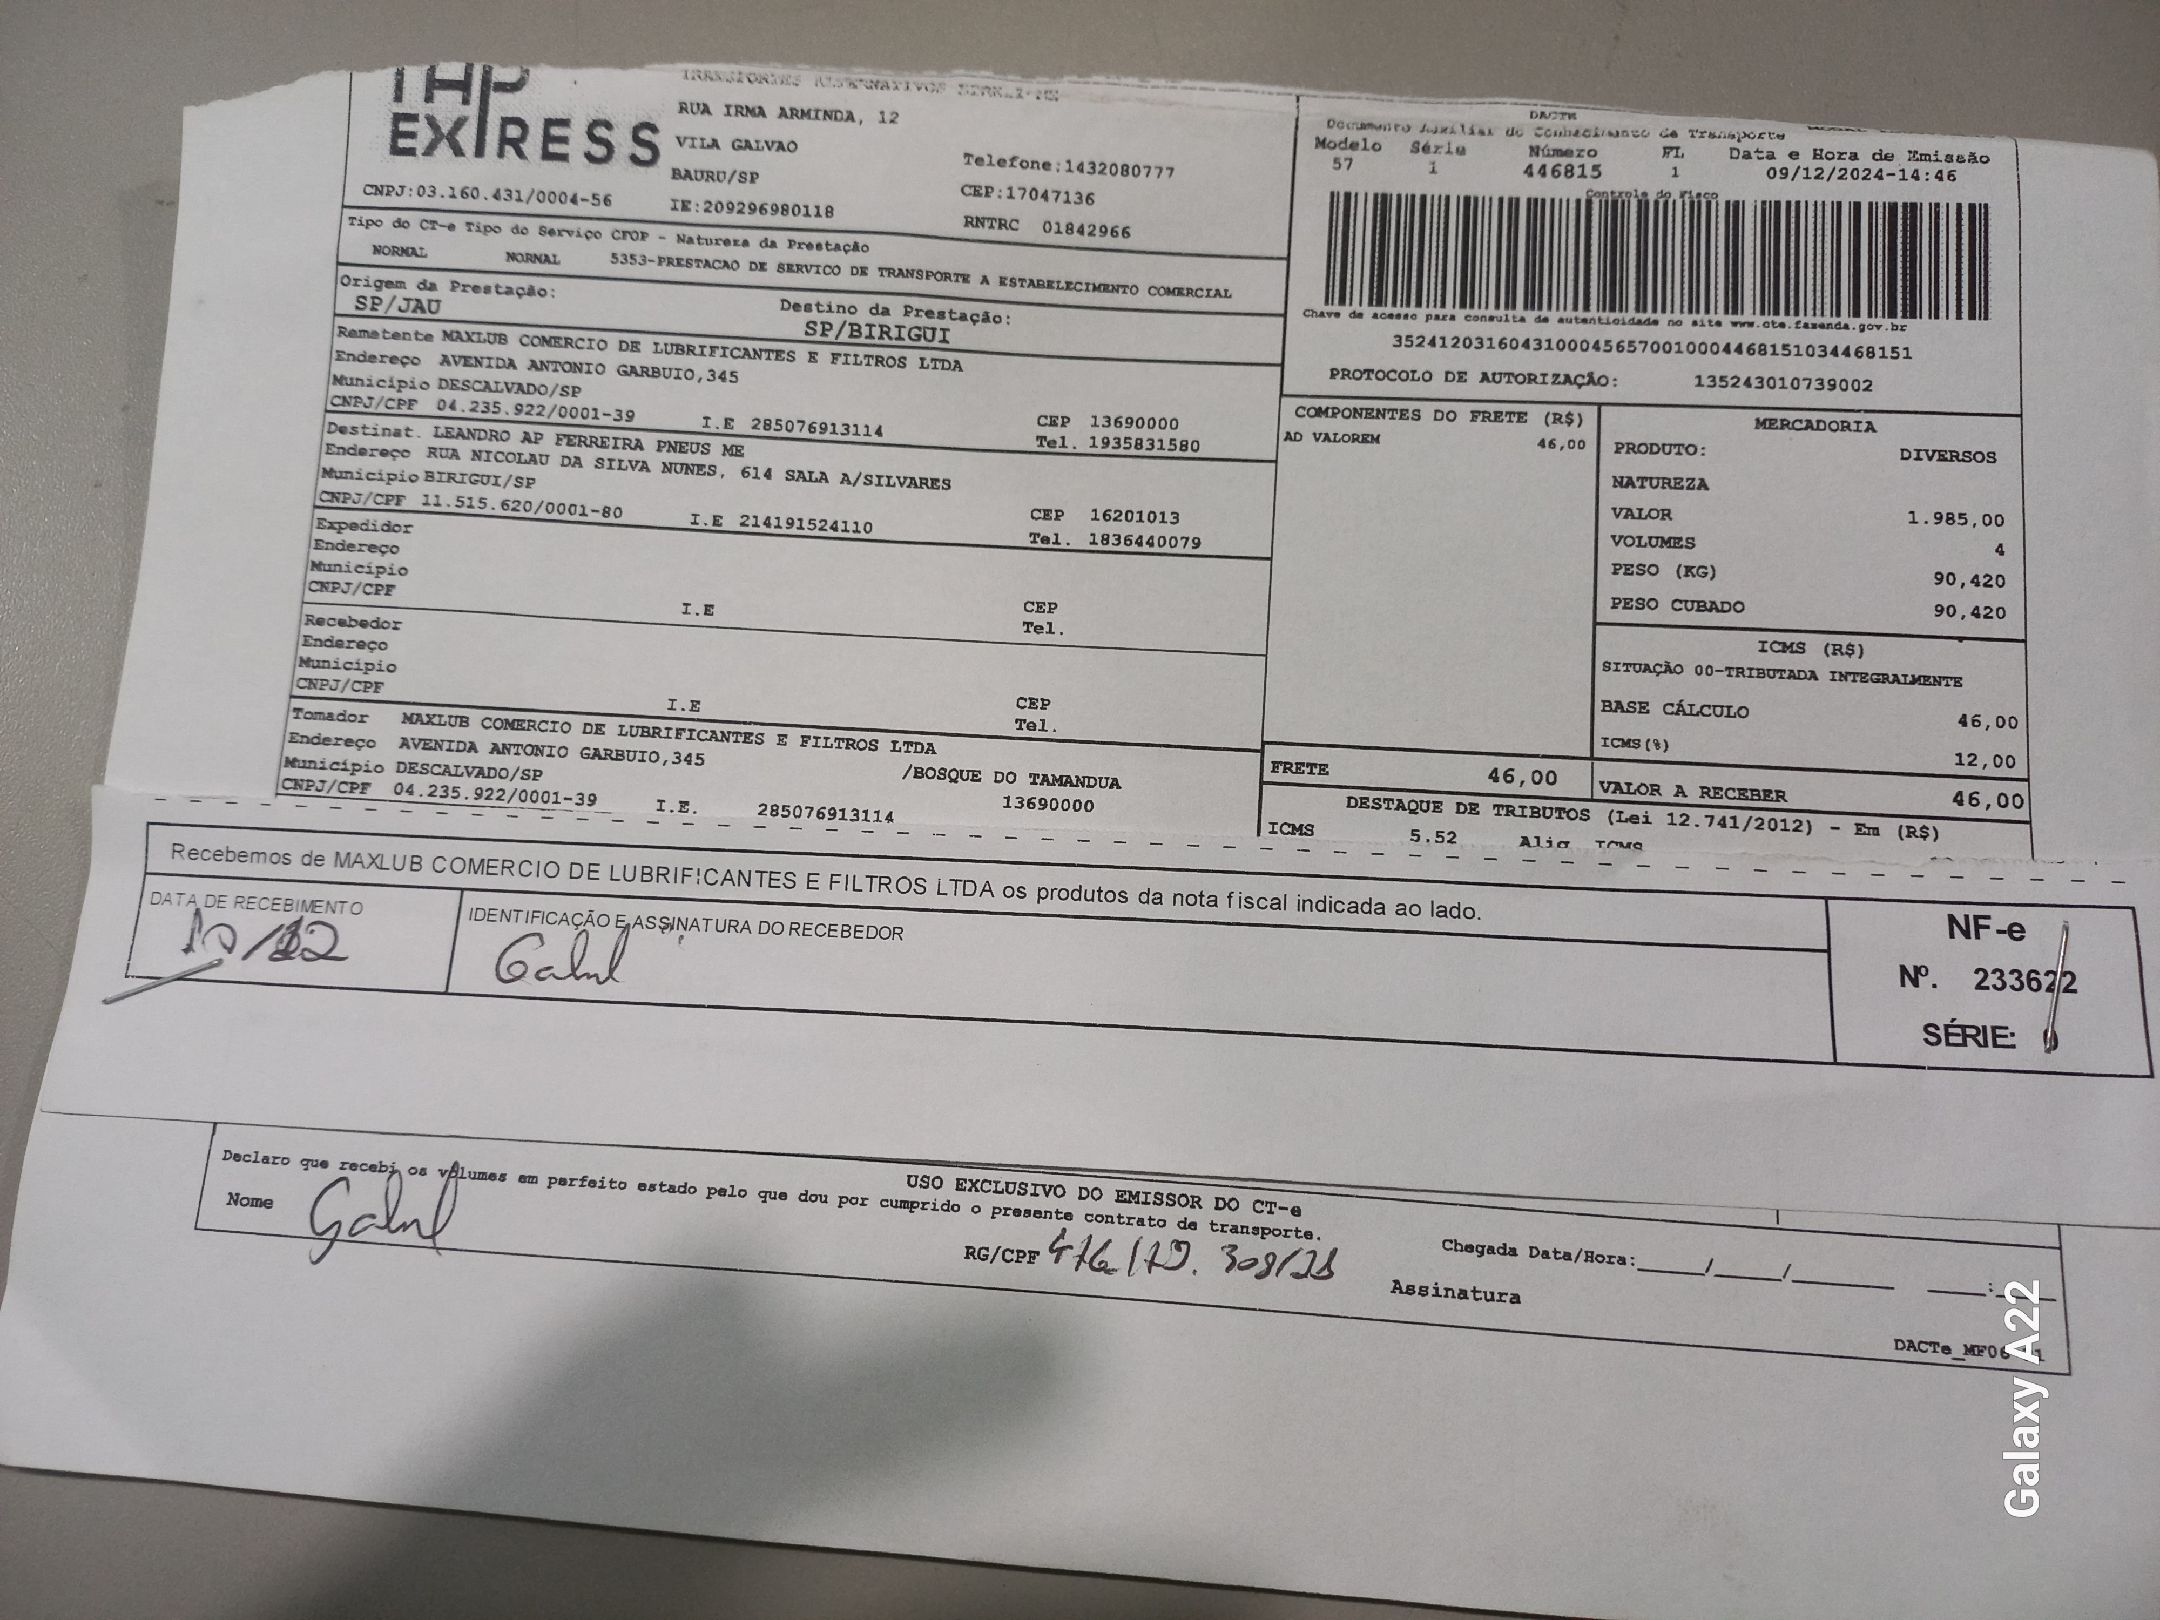 TAP
EXPRESS
RUA IRMA ARMINDA, 12
VILA GALVAO
BAURU/SP
Telefone:1432080777
CEP:17047136
CNPJ:03.160.431/0004-56
IE:209296980118
RNTRC 01842966
DACTE
Documento Auxiliar do Conhecimento de Transporte
Modelo Série Número FL Data e Hora de Emissão
57 1 446815 1 09/12/2024-14:46
Controle do Fisco
Chave de acesso para consulta de autenticidade no site www.cte.fazenda.gov.br
35241203160431000456570010004468151034468151
PROTOCOLO DE AUTORIZAÇÃO: 135243010739002
Tipo do CT-e Tipo do Serviço CFOP - Natureza da Prestação
NORMAL NORMAL 5353-PRESTACAO DE SERVICO DE TRANSPORTE A ESTABELECIMENTO COMERCIAL
Origem da Prestação: Destino da Prestação:
SP/JAU SP/BIRIGUI
Remetente MAXLUB COMERCIO DE LUBRIFICANTES E FILTROS LTDA
Endereço AVENIDA ANTONIO GARBUIO,345
Município DESCALVADO/SP CEP 13690000
CNPJ/CPF 04.235.922/0001-39 I.E 285076913114 Tel. 1935831580
Destinat. LEANDRO AP FERREIRA PNEUS ME
Endereço RUA NICOLAU DA SILVA NUNES, 614 SALA A/SILVARES
Município BIRIGUI/SP CEP 16201013
CNPJ/CPF 11.515.620/0001-80 I.E 214191524110 Tel. 1836440079
Expedidor
Endereço
Município CEP
CNPJ/CPF I.E Tel.
Recebedor
Endereço
Município CEP
CNPJ/CPF I.E Tel.
Tomador MAXLUB COMERCIO DE LUBRIFICANTES E FILTROS LTDA
Endereço AVENIDA ANTONIO GARBUIO,345 /BOSQUE DO TAMANDUA
Município DESCALVADO/SP 13690000
CNPJ/CPF 04.235.922/0001-39 I.E. 285076913114
COMPONENTES DO FRETE (R$)
AD VALOREM 46,00
FRETE 46,00
MERCADORIA
PRODUTO: DIVERSOS
NATUREZA
VALOR 1.985,00
VOLUMES 4
PESO (KG) 90,420
PESO CUBADO 90,420
ICMS (R$)
SITUAÇÃO 00-TRIBUTADA INTEGRALMENTE
BASE CÁLCULO 46,00
ICMS(%) 12,00
VALOR A RECEBER 46,00
DESTAQUE DE TRIBUTOS (Lei 12.741/2012) - Em (R$)
ICMS 5.52 Aliq ICMS
Recebemos de MAXLUB COMERCIO DE LUBRIFICANTES E FILTROS LTDA os produtos da nota fiscal indicada ao lado.
DATA DE RECEBIMENTO
10/12
IDENTIFICAÇÃO E ASSINATURA DO RECEBEDOR
Gabriel
NF-e
Nº. 233622
SÉRIE:
USO EXCLUSIVO DO EMISSOR DO CT-e
Declaro que recebi os volumes em perfeito estado pelo que dou por cumprido o presente contrato de transporte.
Nome Gabriel
RG/CPF
Chegada Data/Hora:____/____/______ ____:____
Assinatura
Galaxy A22